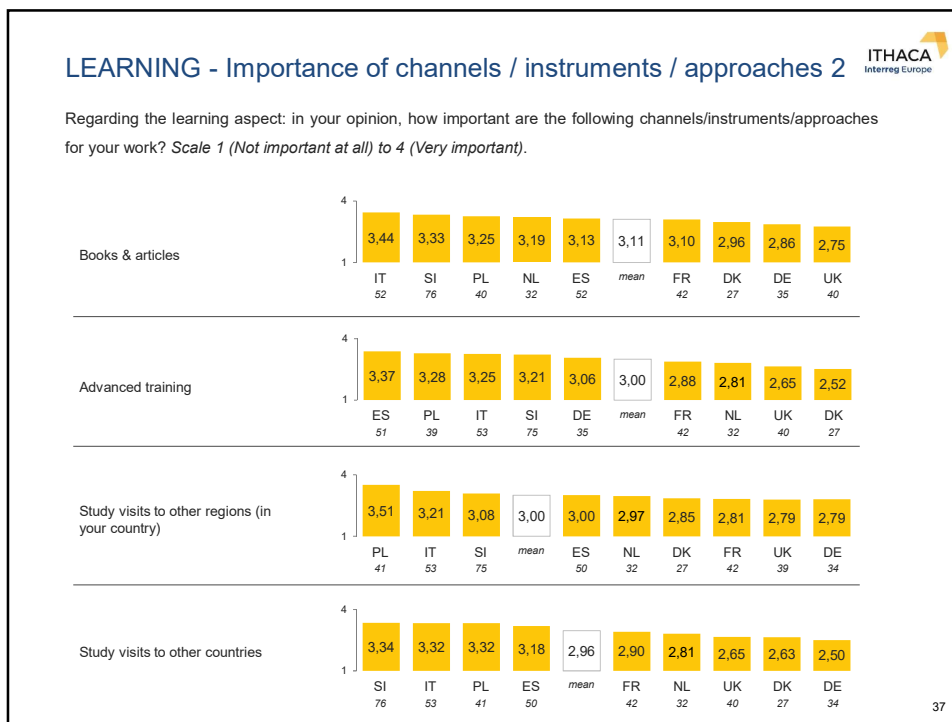 LEARNING - Importance of channels / instruments / approaches 2
ITHACA
Interreg Europe
Regarding the learning aspect: in your opinion, how important are the following channels/instruments/approaches
for your work? Scale 1 (Not important at all) to 4 (Very important).
4
3,44 3,33 3,25 3,19 3,13 3,11 3,10 2,96 2,86 2,75
Books & articles
1
IT SI PL NL ES mean FR DK DE UK
52 76 40 32 52 42 27 35 40
4
3,37 3,28 3,25 3,21 3,06 3,00 2,88 2,81 2,65 2,52
Advanced training
1
ES PL IT SI DE mean FR NL UK DK
51 39 53 75 35 42 32 40 27
4
Study visits to other regions (in
your country)
3,51 3,21 3,08 3,00 3,00 2,97 2,85 2,81 2,79 2,79
1
PL IT SI mean ES NL DK FR UK DE
41 53 75 50 32 27 42 39 34
4
Study visits to other countries
3,34 3,32 3,32 3,18 2,96 2,90 2,81 2,65 2,63 2,50
1
SI IT PL ES mean FR NL UK DK DE
76 53 41 50 42 32 40 27 34
37